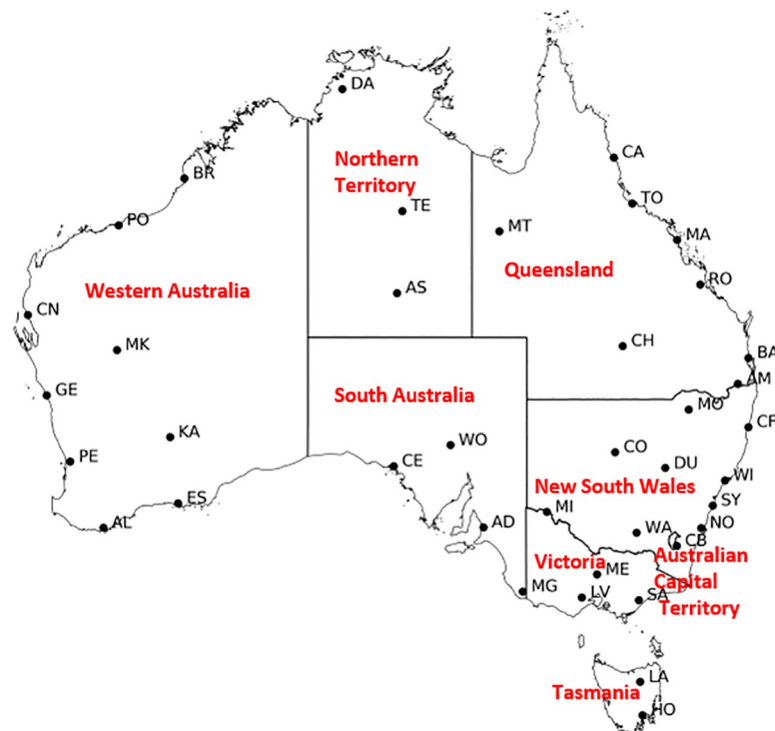 DA
CA
Northern
Territory
BR
TE
TO
PO
MT
MA
Queensland
RO
Western Australia
AS
CN
MK
CH
BA
AM
GE
South Australia
MO
CF
KA
WO
CO
PE
CE
DU
WI
New South Wales
ES
SY
MI
AL
AD
WA
NO
CB
Victoria
Australian
ME
Capital
MG
LV
SA
Territory
LA
Tasmania
HO